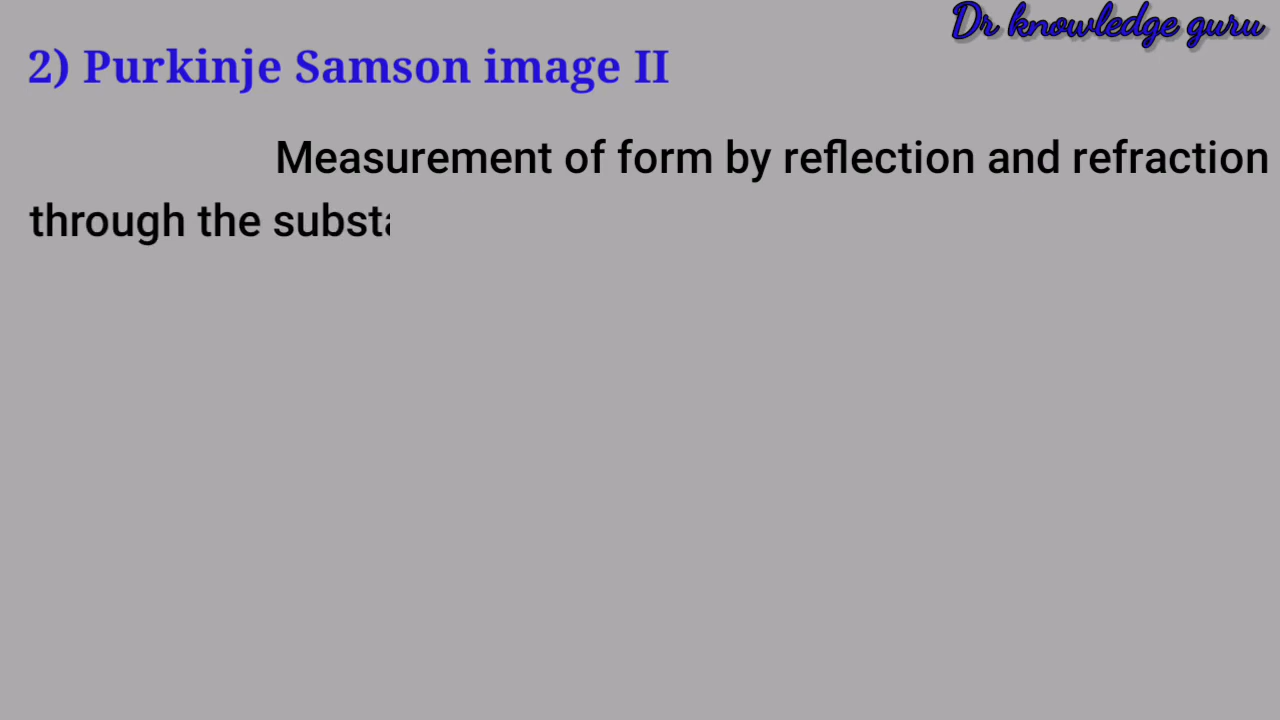 Dr knowledge guru
2) Purkinje Samson image II
Measurement of form by reflection and refraction
through the subst